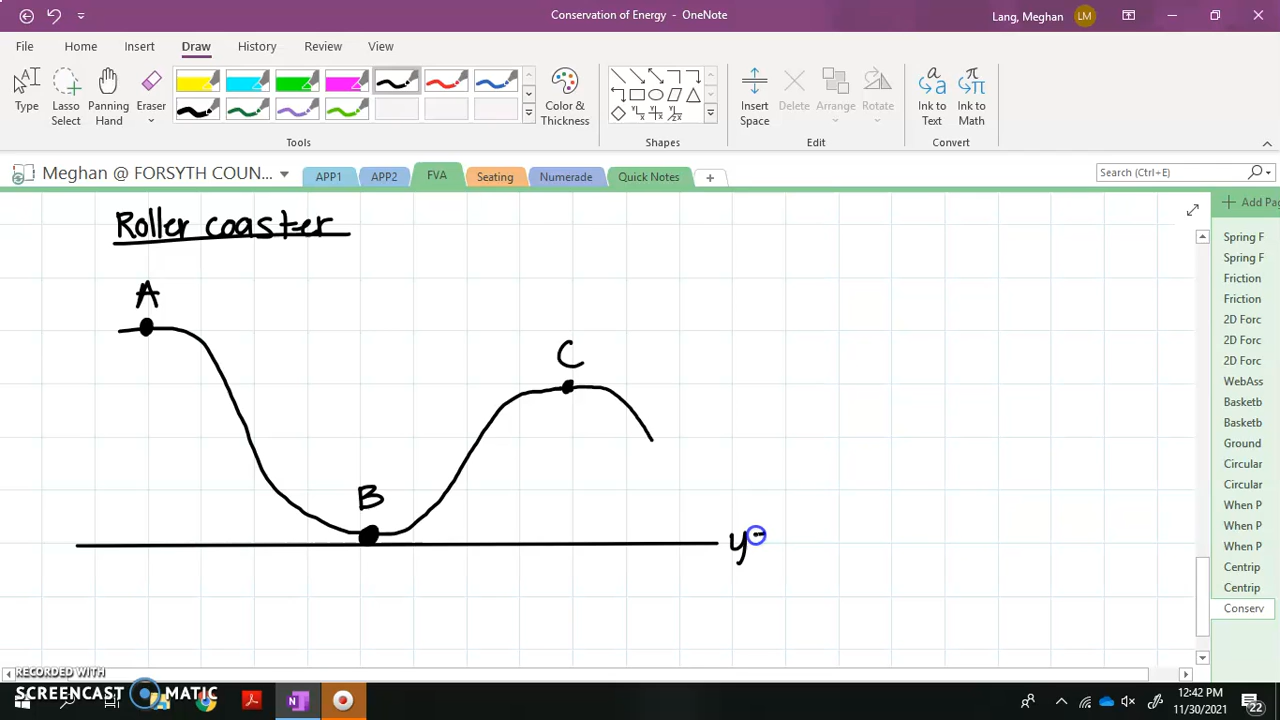 Conservation of Energy - OneNote
Lang, Meghan
LM
File
Home
Insert
Draw
History
Review
View
Type
Lasso Select
Panning Hand
Eraser
Color & Thickness
Insert Space
Delete
Arrange
Rotate
Ink to Text
Ink to Math
Tools
Shapes
Edit
Convert
Meghan @ FORSYTH COUN...
APP1
APP2
FVA
Seating
Numerade
Quick Notes
Search (Ctrl+E)
Add Pag
Roller coaster
A
B
C
y=
Spring F
Spring F
Friction
Friction
2D Forc
2D Forc
2D Forc
WebAss
Basketb
Basketb
Ground
Circular
Circular
When P
When P
When P
Centrip
Centrip
Conserv
RECORDED WITH
SCREENCAST MATIC
12:42 PM
11/30/2021
22